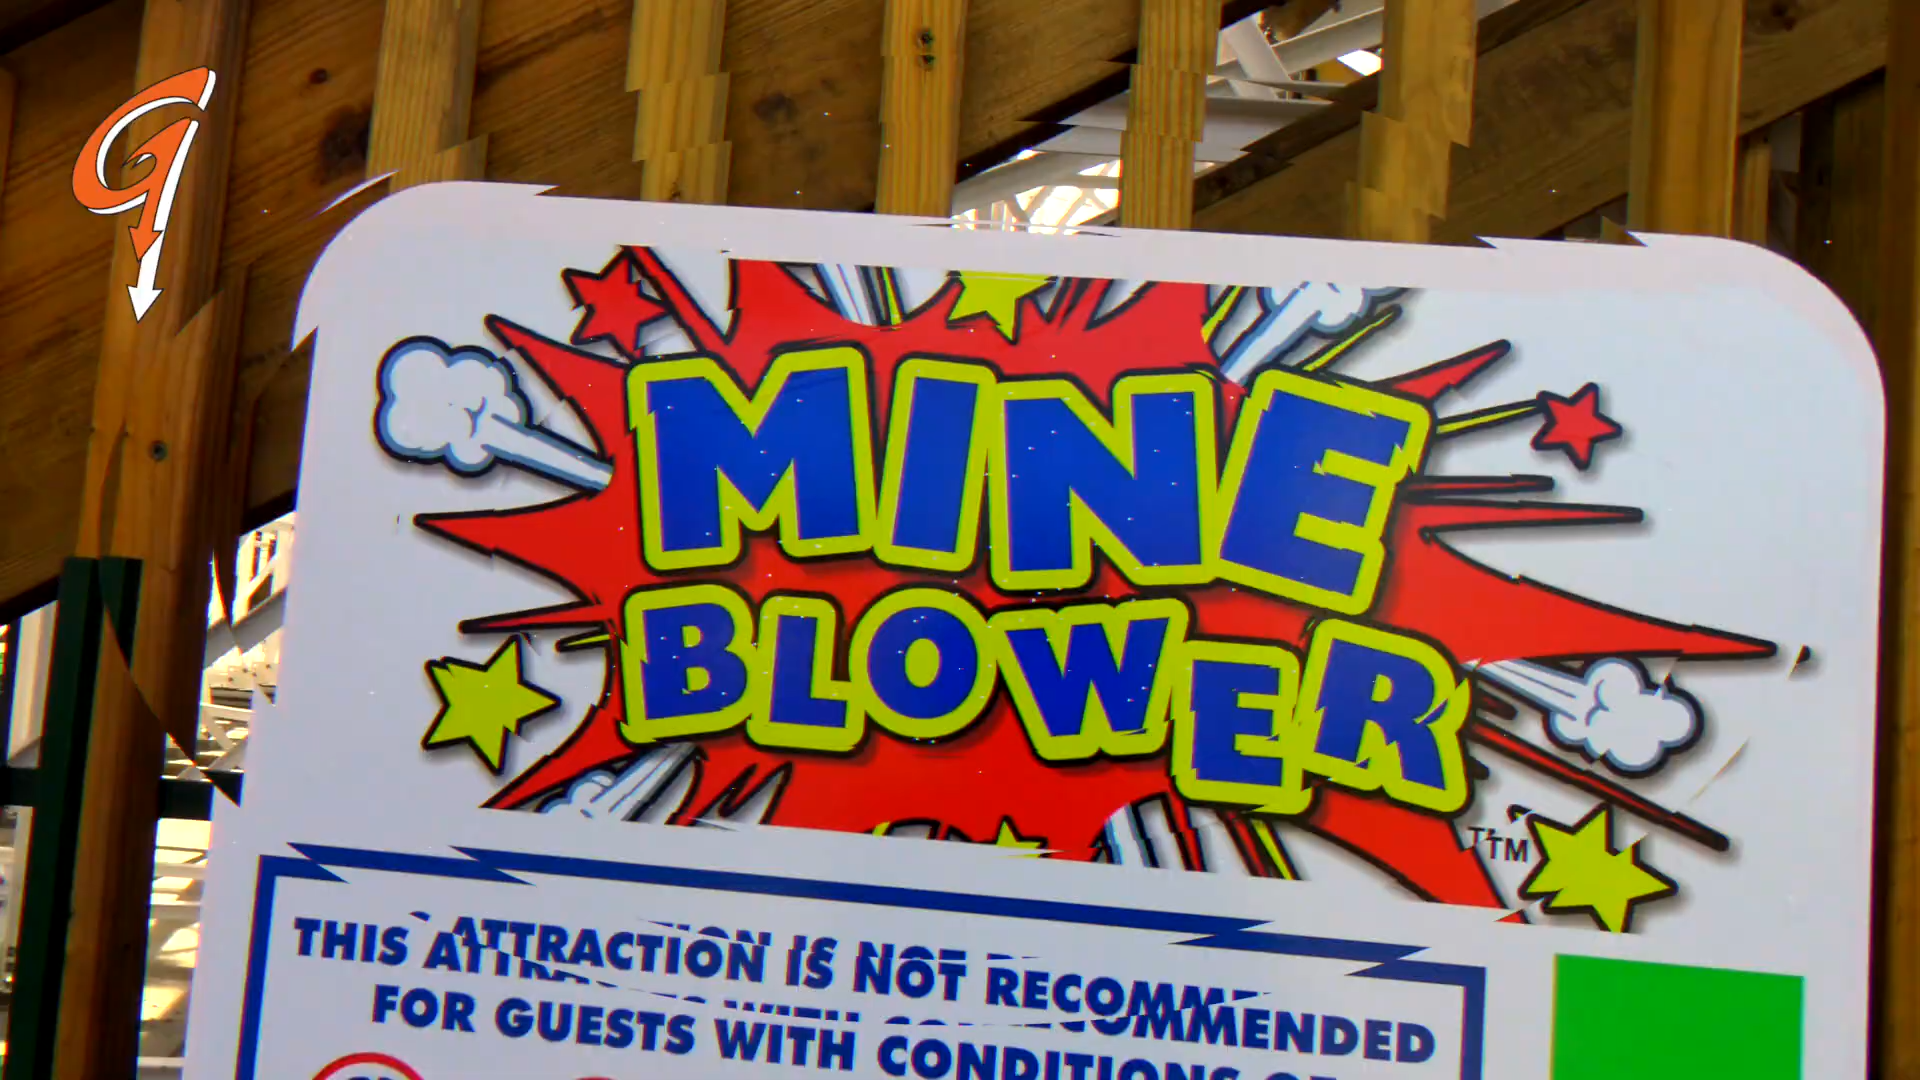 MINE
BLOWER
TM
THIS ATTRACTION IS NOT RECOMMENDED
FOR GUESTS WITH CONDITIONS